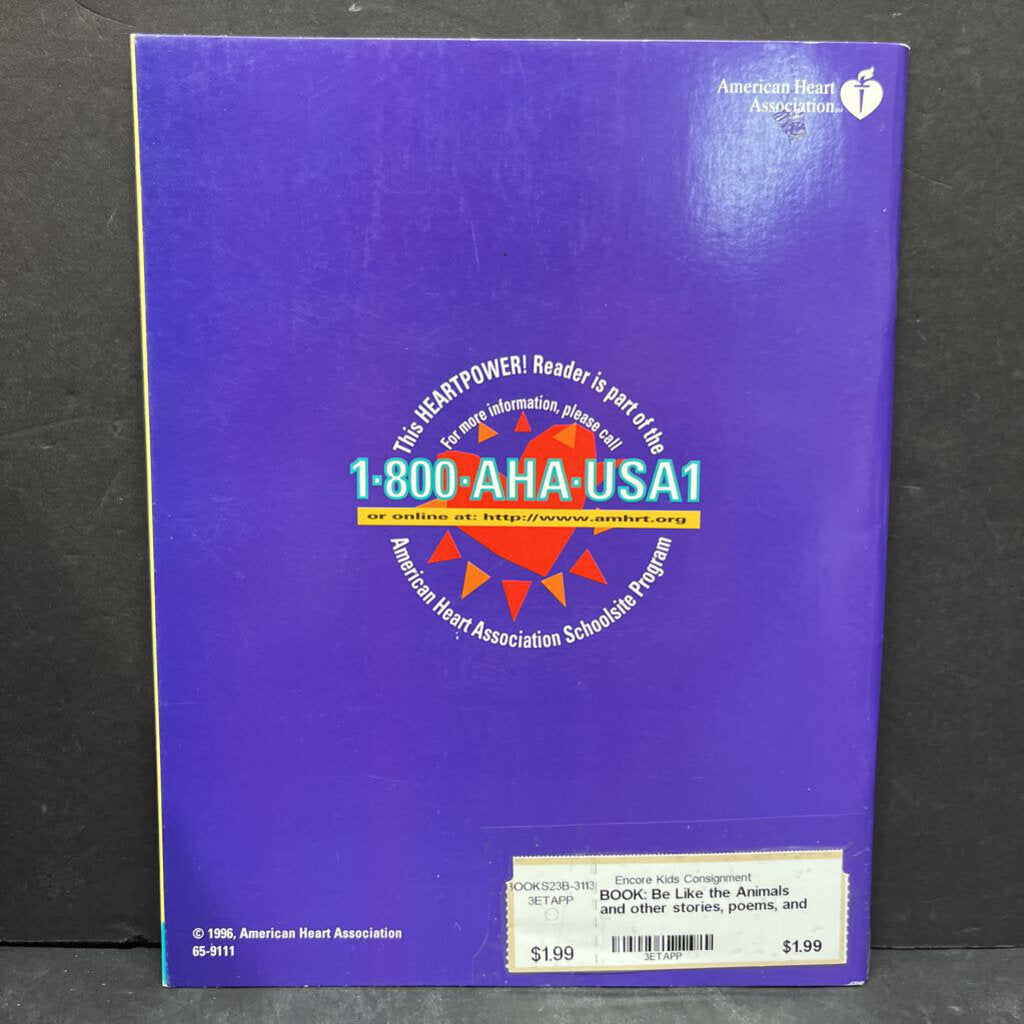 American Heart
Association
This HEARTPOWER! Reader is part of the
For more information, please call
1·800·AHA·USA1
or online at: http://www.amhrt.org
American Heart Association Schoolsite Program
© 1996, American Heart Association
65-9111
BOOKS23B-3113
3ETAPP
$1.99
Encore Kids Consignment
BOOK: Be Like the Animals
and other stories, poems, and
3ETAPP
$1.99